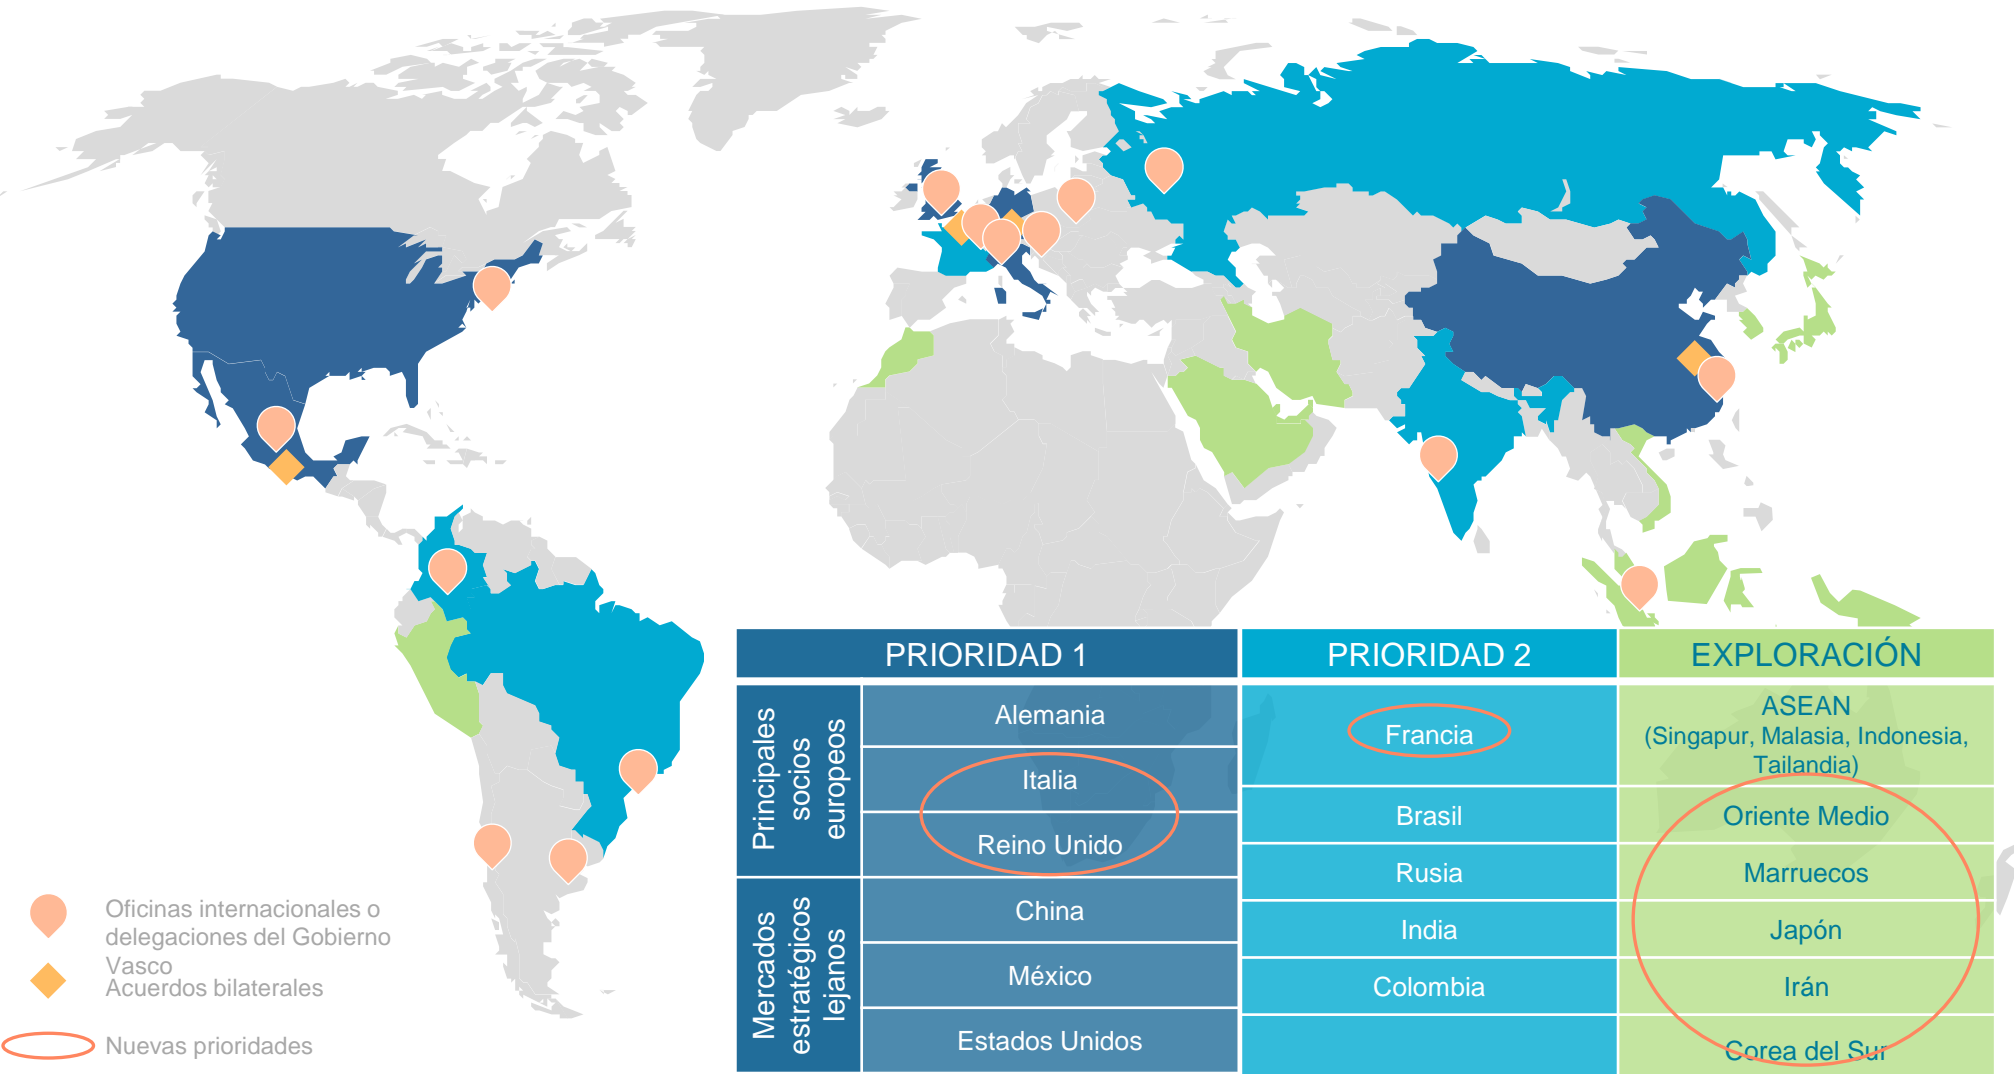 PRIORIDAD 1
PRIORIDAD 2
EXPLORACIÓN
Principales
socios
europeos
Alemania
Italia
Reino Unido
Mercados
estratégicos
lejanos
China
México
Estados Unidos
Francia
Brasil
Rusia
India
Colombia
ASEAN
(Singapur, Malasia, Indonesia,
Tailandia)
Oriente Medio
Marruecos
Japón
Irán
Corea del Sur
Oficinas internacionales o
delegaciones del Gobierno
Vasco
Acuerdos bilaterales
Nuevas prioridades